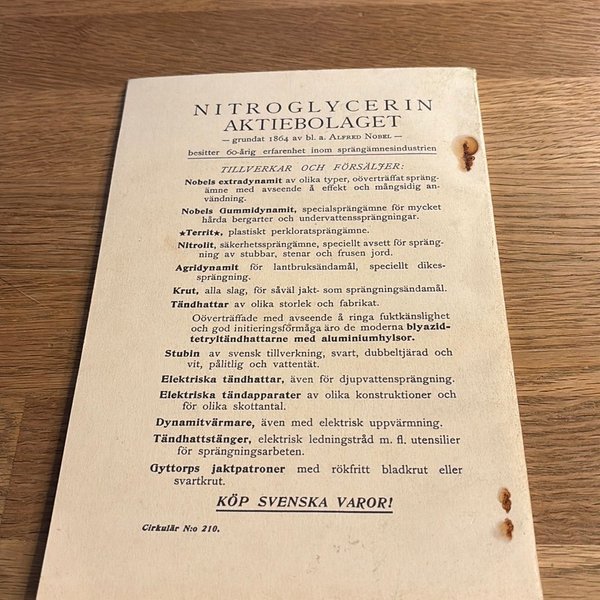 NITROGLYCERIN
AKTIEBOLAGET
— grundat 1864 av bl. a. ALFRED NOBEL —
besitter 60-årig erfarenhet inom sprängämnesindustrien
TILLVERKAR OCH FÖRSÄLJER:
Nobels extradynamit av olika typer, oöverträffat spräng-
ämne med avseende å effekt och mångsidig an-
vändning.
Nobels Gummidynamit, specialsprängämne för mycket
hårda bergarter och undervattenssprängningar.
★Territ★, plastiskt perkloratsprängämne.
Nitrolit, säkerhetssprängämne, speciellt avsett för spräng-
ning av stubbar, stenar och frusen jord.
Agridynamit för lantbruksändamål, speciellt dikes-
sprängning.
Krut, alla slag, för såväl jakt- som sprängningsändamål.
Tändhattar av olika storlek och fabrikat.
Oöverträffade med avseende å ringa fuktkänslighet
och god initieringsförmåga äro de moderna blyazid-
tetryltändhattarne med aluminiumhylsor.
Stubin av svensk tillverkning, svart, dubbeltjärad och
vit, pålitlig och vattentät.
Elektriska tändhattar, även för djupvattensprängning.
Elektriska tändapparater av olika konstruktioner och
för olika skottantal.
Dynamitvärmare, även med elektrisk uppvärmning.
Tändhattstänger, elektrisk ledningstråd m. fl. utensilier
för sprängningsarbeten.
Gyttorps jaktpatroner med rökfritt bladkrut eller
svartkrut.
KÖP SVENSKA VAROR!
Cirkulär N:o 210.